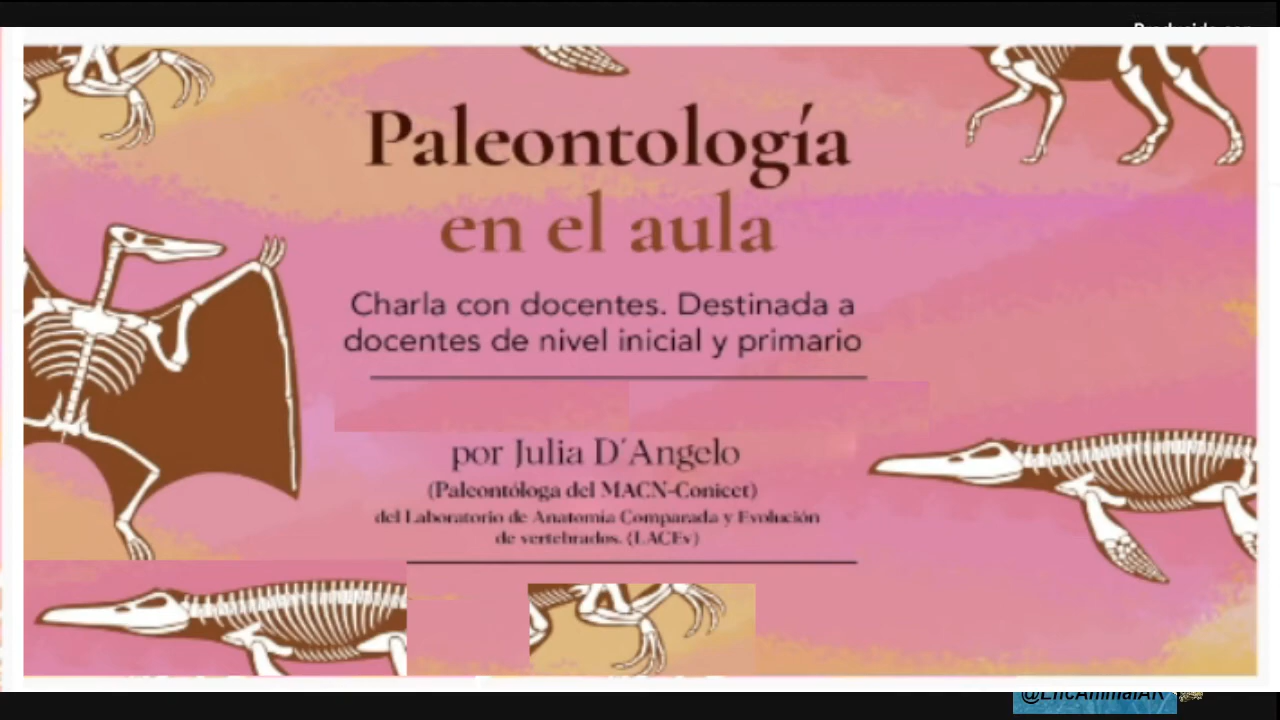 Paleontología
en el aula
Charla con docentes. Destinada a
docentes de nivel inicial y primario
por Julia D´Angelo
(Paleontóloga del MACN-Conicet)
del Laboratorio de Anatomía Comparada y Evolución
de vertebrados. (LACEv)
@EncAnimalAR